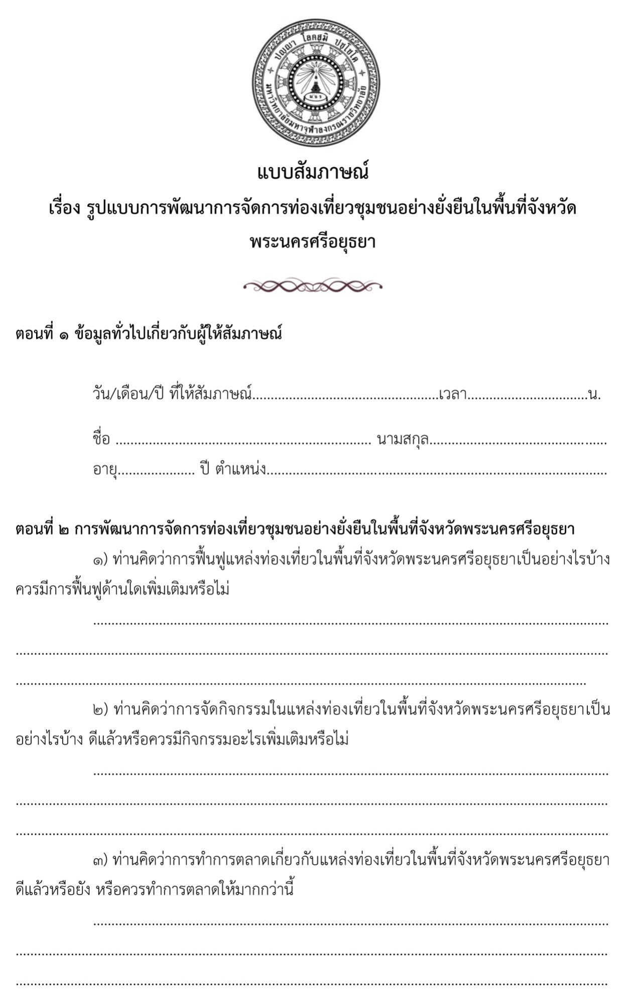 ปญฺญา โลกสฺมิ ปชฺโชโต
ม จ ร
มหาวิทยาลัยมหาจุฬาลงกรณราชวิทยาลัย
แบบสัมภาษณ์
เรื่อง รูปแบบการพัฒนาการจัดการท่องเที่ยวชุมชนอย่างยั่งยืนในพื้นที่จังหวัด
พระนครศรีอยุธยา
ตอนที่ ๑ ข้อมูลทั่วไปเกี่ยวกับผู้ให้สัมภาษณ์
วัน/เดือน/ปี ที่ให้สัมภาษณ์..................................................เวลา................................น.
ชื่อ ..................................................................... นามสกุล................................................
อายุ..................... ปี ตำแหน่ง............................................................................................
ตอนที่ ๒ การพัฒนาการจัดการท่องเที่ยวชุมชนอย่างยั่งยืนในพื้นที่จังหวัดพระนครศรีอยุธยา
๑) ท่านคิดว่าการฟื้นฟูแหล่งท่องเที่ยวในพื้นที่จังหวัดพระนครศรีอยุธยาเป็นอย่างไรบ้าง
ควรมีการฟื้นฟูด้านใดเพิ่มเติมหรือไม่
............................................................................................................................................
................................................................................................................................................................
..........................................................................................................................................................
๒) ท่านคิดว่าการจัดกิจกรรมในแหล่งท่องเที่ยวในพื้นที่จังหวัดพระนครศรีอยุธยาเป็น
อย่างไรบ้าง ดีแล้วหรือควรมีกิจกรรมอะไรเพิ่มเติมหรือไม่
............................................................................................................................................
................................................................................................................................................................
................................................................................................................................................................
๓) ท่านคิดว่าการทำการตลาดเกี่ยวกับแหล่งท่องเที่ยวในพื้นที่จังหวัดพระนครศรีอยุธยา
ดีแล้วหรือยัง หรือควรทำการตลาดให้มากกว่านี้
............................................................................................................................................
................................................................................................................................................................
................................................................................................................................................................